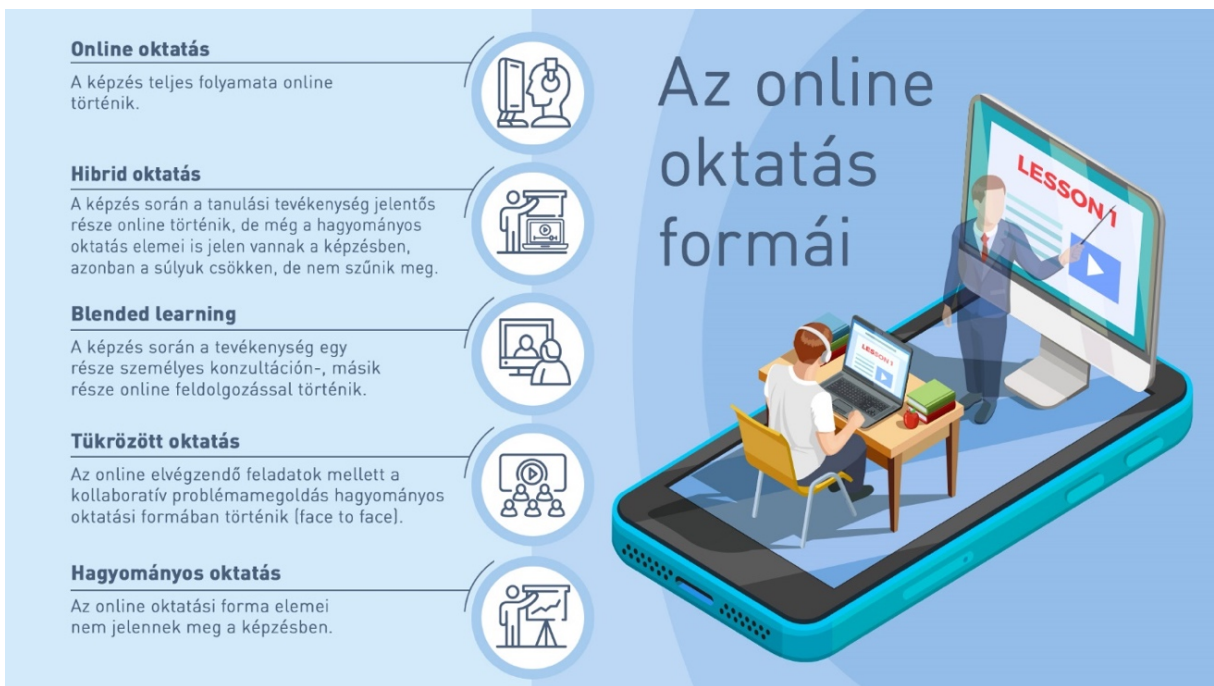 Online oktatás
A képzés teljes folyamata online
történik.
Hibrid oktatás
A képzés során a tanulási tevékenység jelentős
része online történik, de még a hagyományos
oktatás elemei is jelen vannak a képzésben,
azonban a súlyuk csökken, de nem szűnik meg.
Blended learning
A képzés során a tevékenység egy
része személyes konzultáción-, másik
része online feldolgozással történik.
Tükrözött oktatás
Az online elvégzendő feladatok mellett a
kollaboratív problémamegoldás hagyományos
oktatási formában történik (face to face).
Hagyományos oktatás
Az online oktatási forma elemei
nem jelennek meg a képzésben.
Az online
oktatás
formái
LESSON 1
LESSON 1